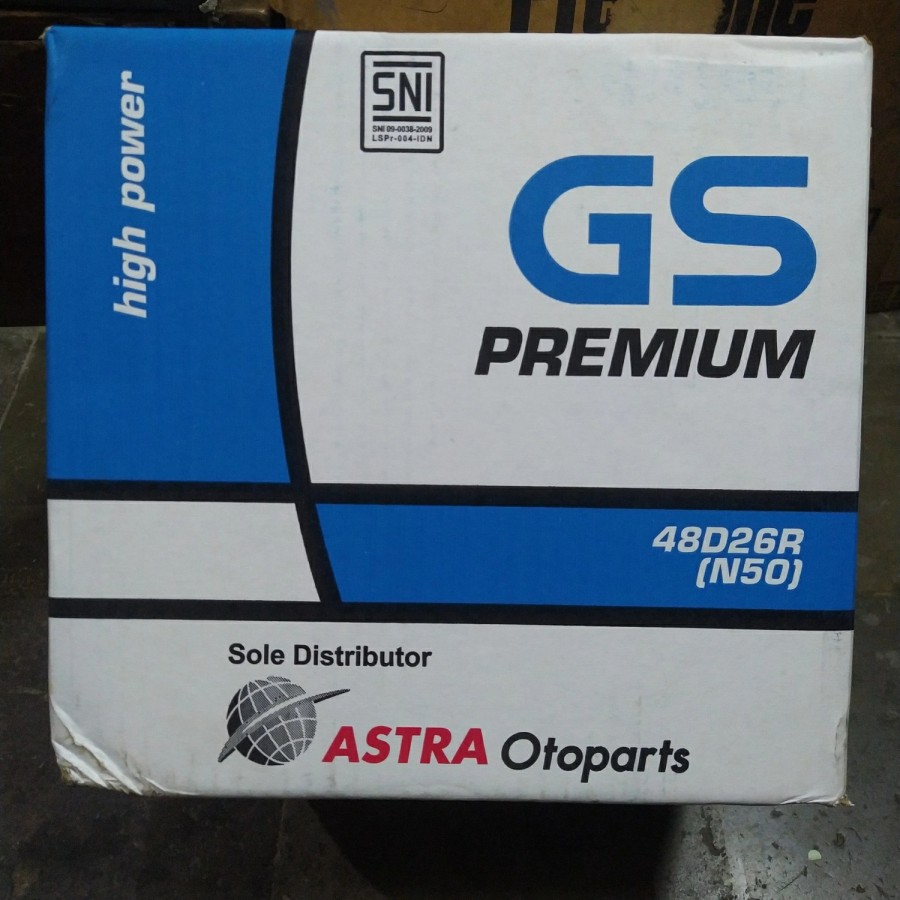 high power
SNI
SNI 09-0038-2009
LSPr-004-IDN
GS
PREMIUM
48D26R
(N50)
Sole Distributor
ASTRA Otoparts